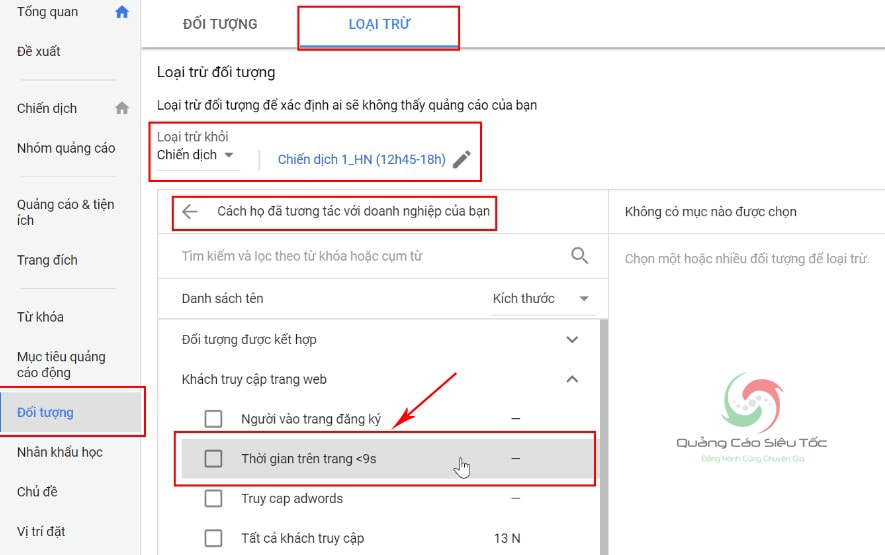 Tổng quan
Đề xuất
Chiến dịch
Nhóm quảng cáo
Quảng cáo & tiện
ích
Trang đích
Từ khóa
Mục tiêu quảng
cáo động
Đối tượng
Nhân khẩu học
Chủ đề
Vị trí đặt
ĐỐI TƯỢNG
LOẠI TRỪ
Loại trừ đối tượng
Loại trừ đối tượng để xác định ai sẽ không thấy quảng cáo của bạn
Loại trừ khỏi
Chiến dịch
Chiến dịch 1_HN (12h45-18h)
Cách họ đã tương tác với doanh nghiệp của bạn
Tìm kiếm và lọc theo từ khóa hoặc cụm từ
Danh sách tên
Kích thước
Đối tượng được kết hợp
Khách truy cập trang web
Người vào trang đăng ký –
Thời gian trên trang <9s –
Truy cap adwords –
Tất cả khách truy cập 13 N
Không có mục nào được chọn
Chọn một hoặc nhiều đối tượng để loại trừ.
Quảng Cáo Siêu Tốc
Đồng Hành Cùng Chuyên Gia